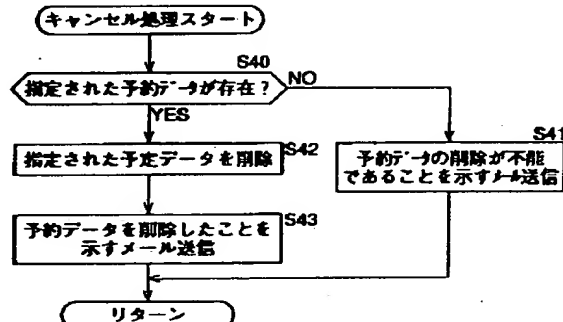 キャンセル処理スタート
S40
指定された予約データが存在?
NO
YES
S41
指定された予定データを削除
S42
予約データの削除が不能
であることを示すメール送信
S43
予約データを削除したことを
示すメール送信
リターン